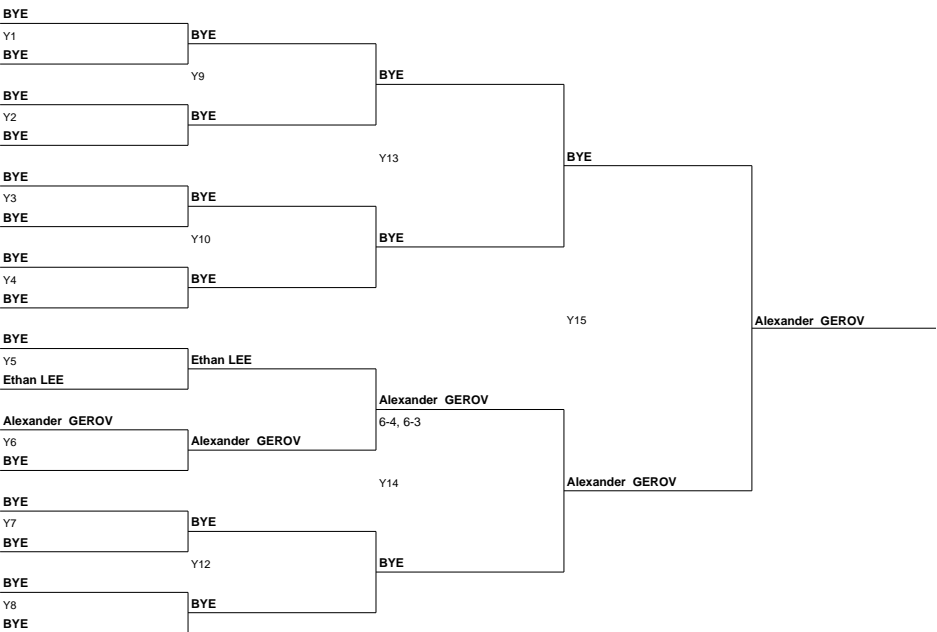 BYE
Y1
BYE
BYE
Y9
BYE
Y2
BYE
BYE
BYE
Y13
BYE
Y3
BYE
BYE
Y10
BYE
Y4
BYE
BYE
BYE
BYE
Y15
Alexander GEROV
BYE
Y5
Ethan LEE
Ethan LEE
Alexander GEROV
6-4, 6-3
Alexander GEROV
Y6
BYE
Alexander GEROV
Y14
Alexander GEROV
BYE
Y7
BYE
BYE
Y12
BYE
BYE
Y8
BYE
BYE